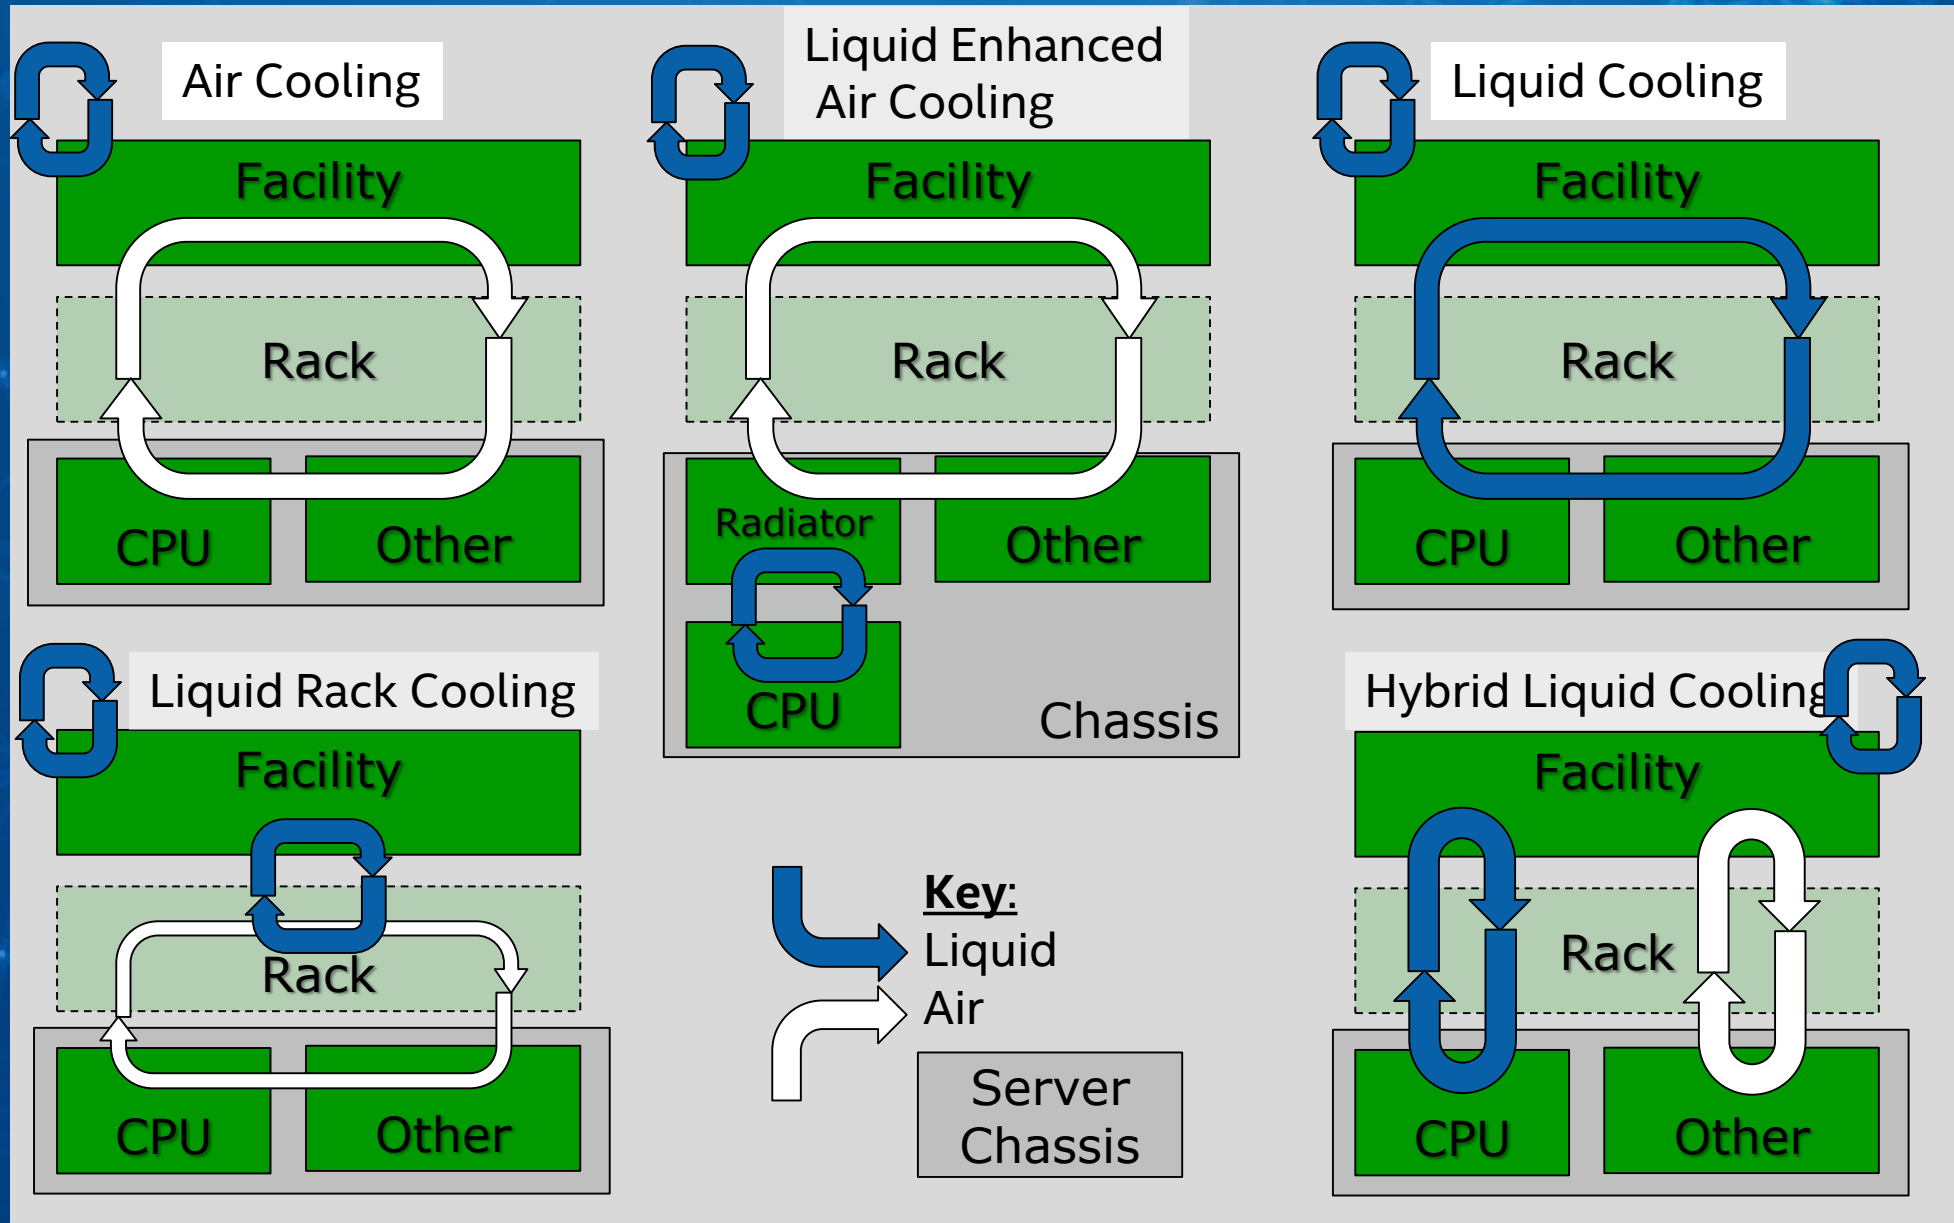 Air Cooling
Facility
Rack
CPU
Other
Liquid Enhanced
Air Cooling
Facility
Rack
Radiator
Other
CPU
Chassis
Liquid Cooling
Facility
Rack
CPU
Other
Liquid Rack Cooling
Facility
Rack
CPU
Other
Key:
Liquid
Air
Server
Chassis
Hybrid Liquid Cooling
Facility
Rack
CPU
Other